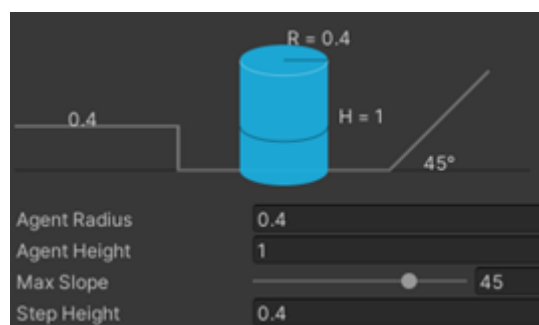 R = 0.4
0.4
H = 1
45°
Agent Radius 0.4
Agent Height 1
Max Slope 45
Step Height 0.4